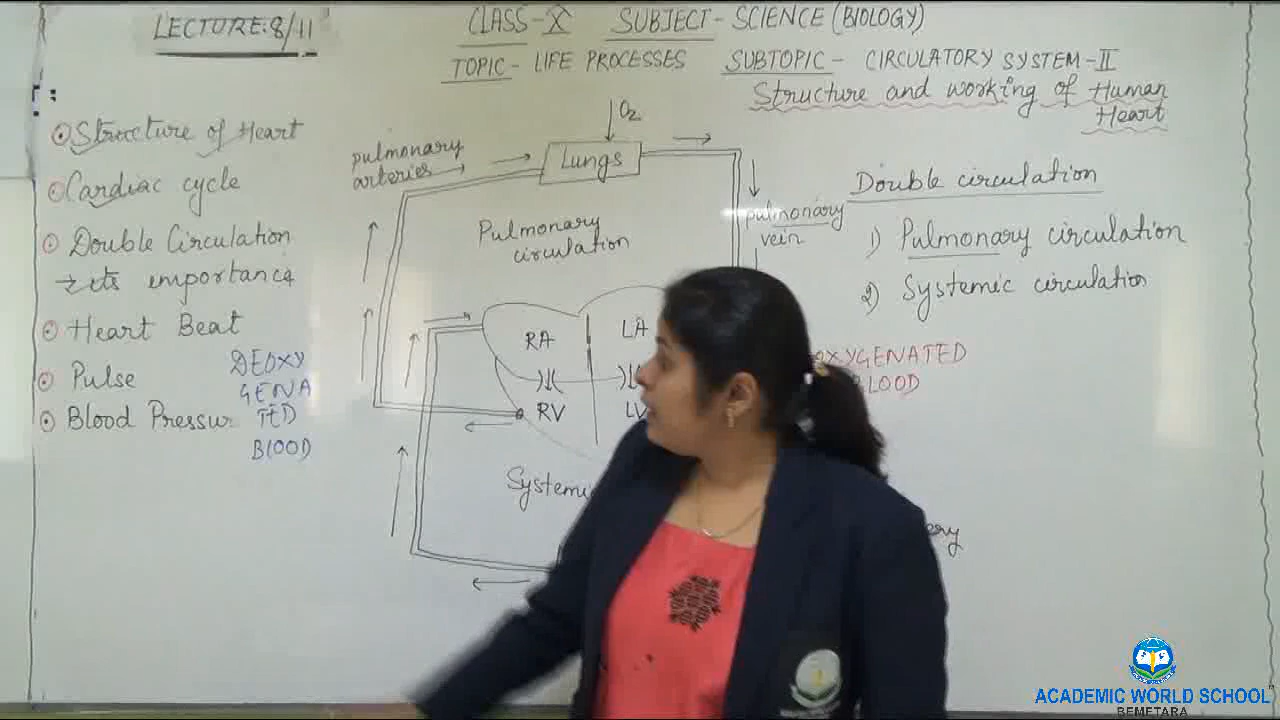 LECTURE: 8/11
CLASS-X SUBJECT- SCIENCE (BIOLOGY)
TOPIC- LIFE PROCESSES SUBTOPIC- CIRCULATORY SYSTEM-II
Structure and working of Human
Heart
Structure of Heart
Cardiac cycle
Double Circulation
its importance
Heart Beat
Pulse
Blood Pressur
DEOXY
GENA
TED
BLOOD
O2
pulmonary
arteries
Lungs
Pulmonary
circulation
pulmonary
vein
RA LA
RV LV
Systemi
Double circulation
1) Pulmonary circulation
2) Systemic circulation
OXYGENATED
BLOOD
ery
ACADEMIC WORLD SCHOOL
BEMETARA